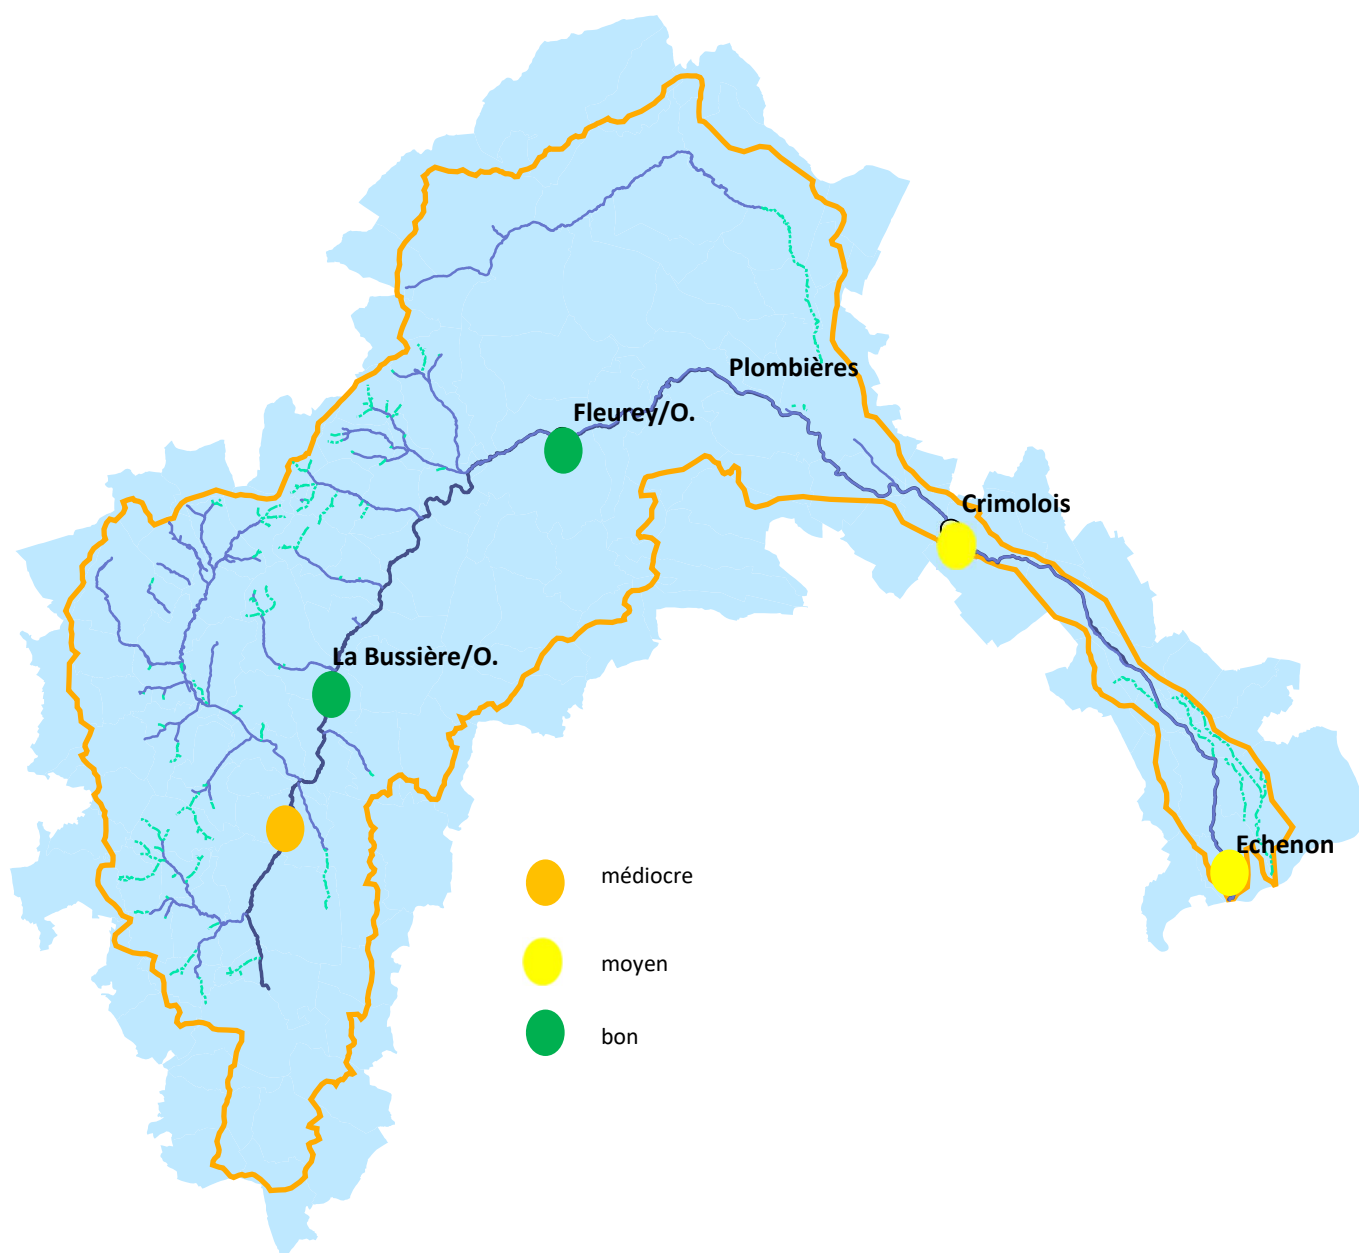 Plombières
Fleurey/O.
Crimolois
La Bussière/O.
Echenon
médiocre
moyen
bon